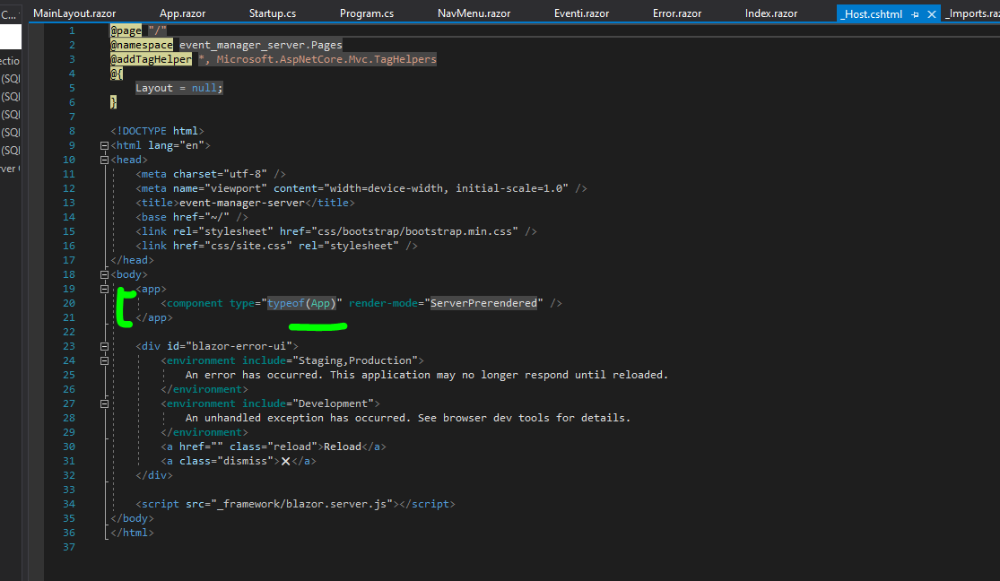 C...
MainLayout.razor App.razor Startup.cs Program.cs NavMenu.razor Eventi.razor Error.razor Index.razor _Host.cshtml _Imports.raz
ectio
(SQ
(SQ
(SQ
(SQ
(SQ
rver
1 @page "/"
2 @namespace event_manager_server.Pages
3 @addTagHelper *, Microsoft.AspNetCore.Mvc.TagHelpers
4 @{
5 Layout = null;
6 }
7
8 <!DOCTYPE html>
9 <html lang="en">
10 <head>
11 <meta charset="utf-8" />
12 <meta name="viewport" content="width=device-width, initial-scale=1.0" />
13 <title>event-manager-server</title>
14 <base href="~/" />
15 <link rel="stylesheet" href="css/bootstrap/bootstrap.min.css" />
16 <link href="css/site.css" rel="stylesheet" />
17 </head>
18 <body>
19 <app>
20 <component type="typeof(App)" render-mode="ServerPrerendered" />
21 </app>
22
23 <div id="blazor-error-ui">
24 <environment include="Staging,Production">
25 An error has occurred. This application may no longer respond until reloaded.
26 </environment>
27 <environment include="Development">
28 An unhandled exception has occurred. See browser dev tools for details.
29 </environment>
30 <a href="" class="reload">Reload</a>
31 <a class="dismiss">❌</a>
32 </div>
33
34 <script src="_framework/blazor.server.js"></script>
35 </body>
36 </html>
37